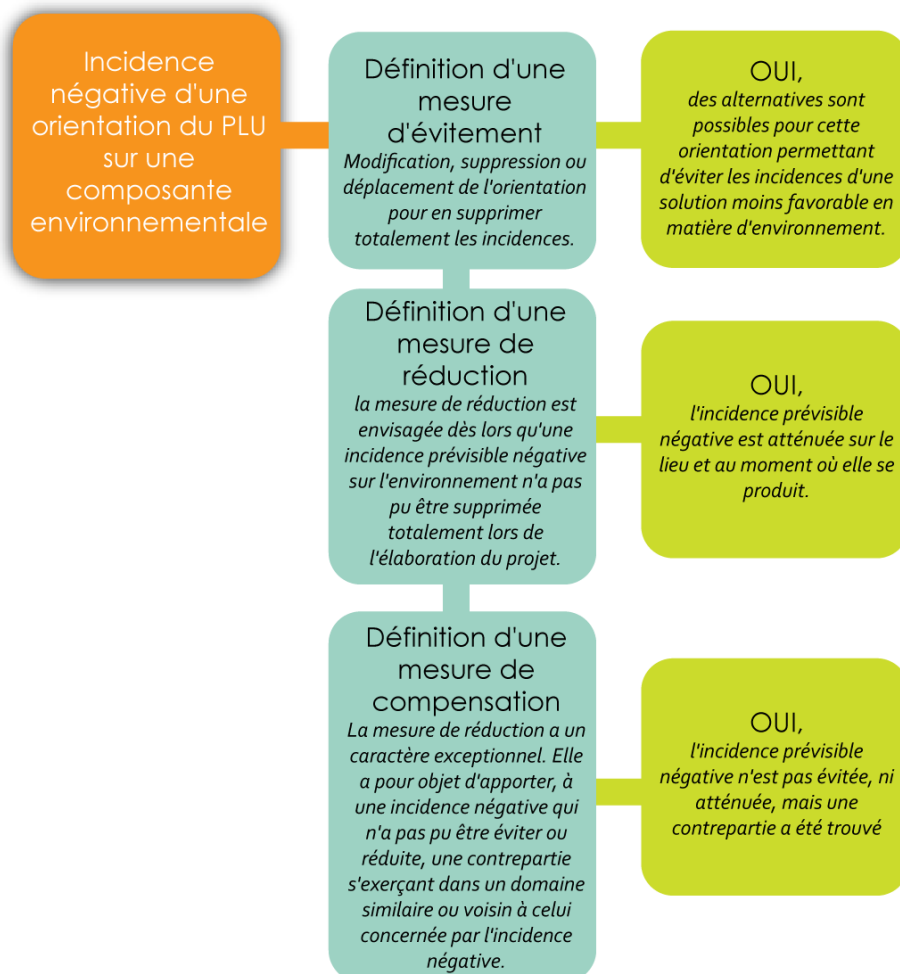 Incidence
négative d'une
orientation du PLU
sur une
composante
environnementale
Définition d'une
mesure
d'évitement
Modification, suppression ou
déplacement de l'orientation
pour en supprimer
totalement les incidences.
OUI,
des alternatives sont
possibles pour cette
orientation permettant
d'éviter les incidences d'une
solution moins favorable en
matière d'environnement.
Définition d'une
mesure de
réduction
la mesure de réduction est
envisagée dès lors qu'une
incidence prévisible négative
sur l'environnement n'a pas
pu être supprimée
totalement lors de
l'élaboration du projet.
OUI,
l'incidence prévisible
négative est atténuée sur le
lieu et au moment où elle se
produit.
Définition d'une
mesure de
compensation
La mesure de réduction a un
caractère exceptionnel. Elle
a pour objet d'apporter, à
une incidence négative qui
n'a pas pu être éviter ou
réduite, une contrepartie
s'exerçant dans un domaine
similaire ou voisin à celui
concernée par l'incidence
négative.
OUI,
l'incidence prévisible
négative n'est pas évitée, ni
atténuée, mais une
contrepartie a été trouvé